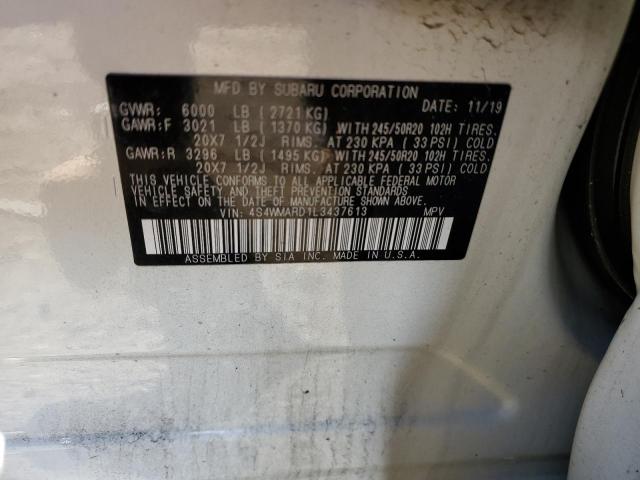 MFD BY SUBARU CORPORATION
GVWR: 6000 LB ( 2721 KG) DATE: 11/19
GAWR:F 3021 LB ( 1370 KG) WITH 245/50R20 102H TIRES,
20X7 1/2J RIMS, AT 230 KPA ( 33 PSI) COLD
GAWR:R 3296 LB ( 1495 KG) WITH 245/50R20 102H TIRES,
20X7 1/2J RIMS, AT 230 KPA ( 33 PSI) COLD
THIS VEHICLE CONFORMS TO ALL APPLICABLE FEDERAL MOTOR
VEHICLE SAFETY AND THEFT PREVENTION STANDARDS
IN EFFECT ON THE DATE OF MANUFACTURE SHOWN ABOVE.
VIN: 4S4WMARD1L3437613 MPV
ASSEMBLED BY SIA INC. MADE IN U.S.A.